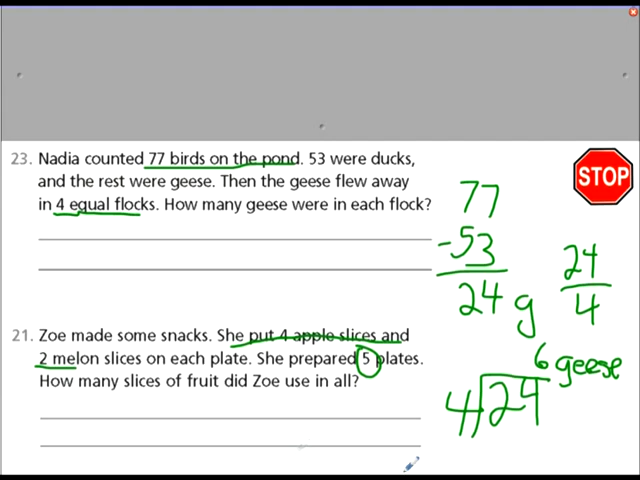 23. Nadia counted 77 birds on the pond. 53 were ducks,
and the rest were geese. Then the geese flew away
in 4 equal flocks. How many geese were in each flock?
STOP
77
-53
24 g
24
4
21. Zoe made some snacks. She put 4 apple slices and
2 melon slices on each plate. She prepared 5 plates.
How many slices of fruit did Zoe use in all?
6 geese
4)24